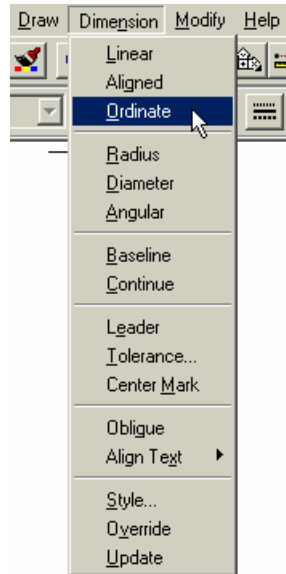 Draw Dimension Modify Help
Linear
Aligned
Ordinate
Radius
Diameter
Angular
Baseline
Continue
Leader
Tolerance...
Center Mark
Obligue
Align Text
Style...
Override
Update